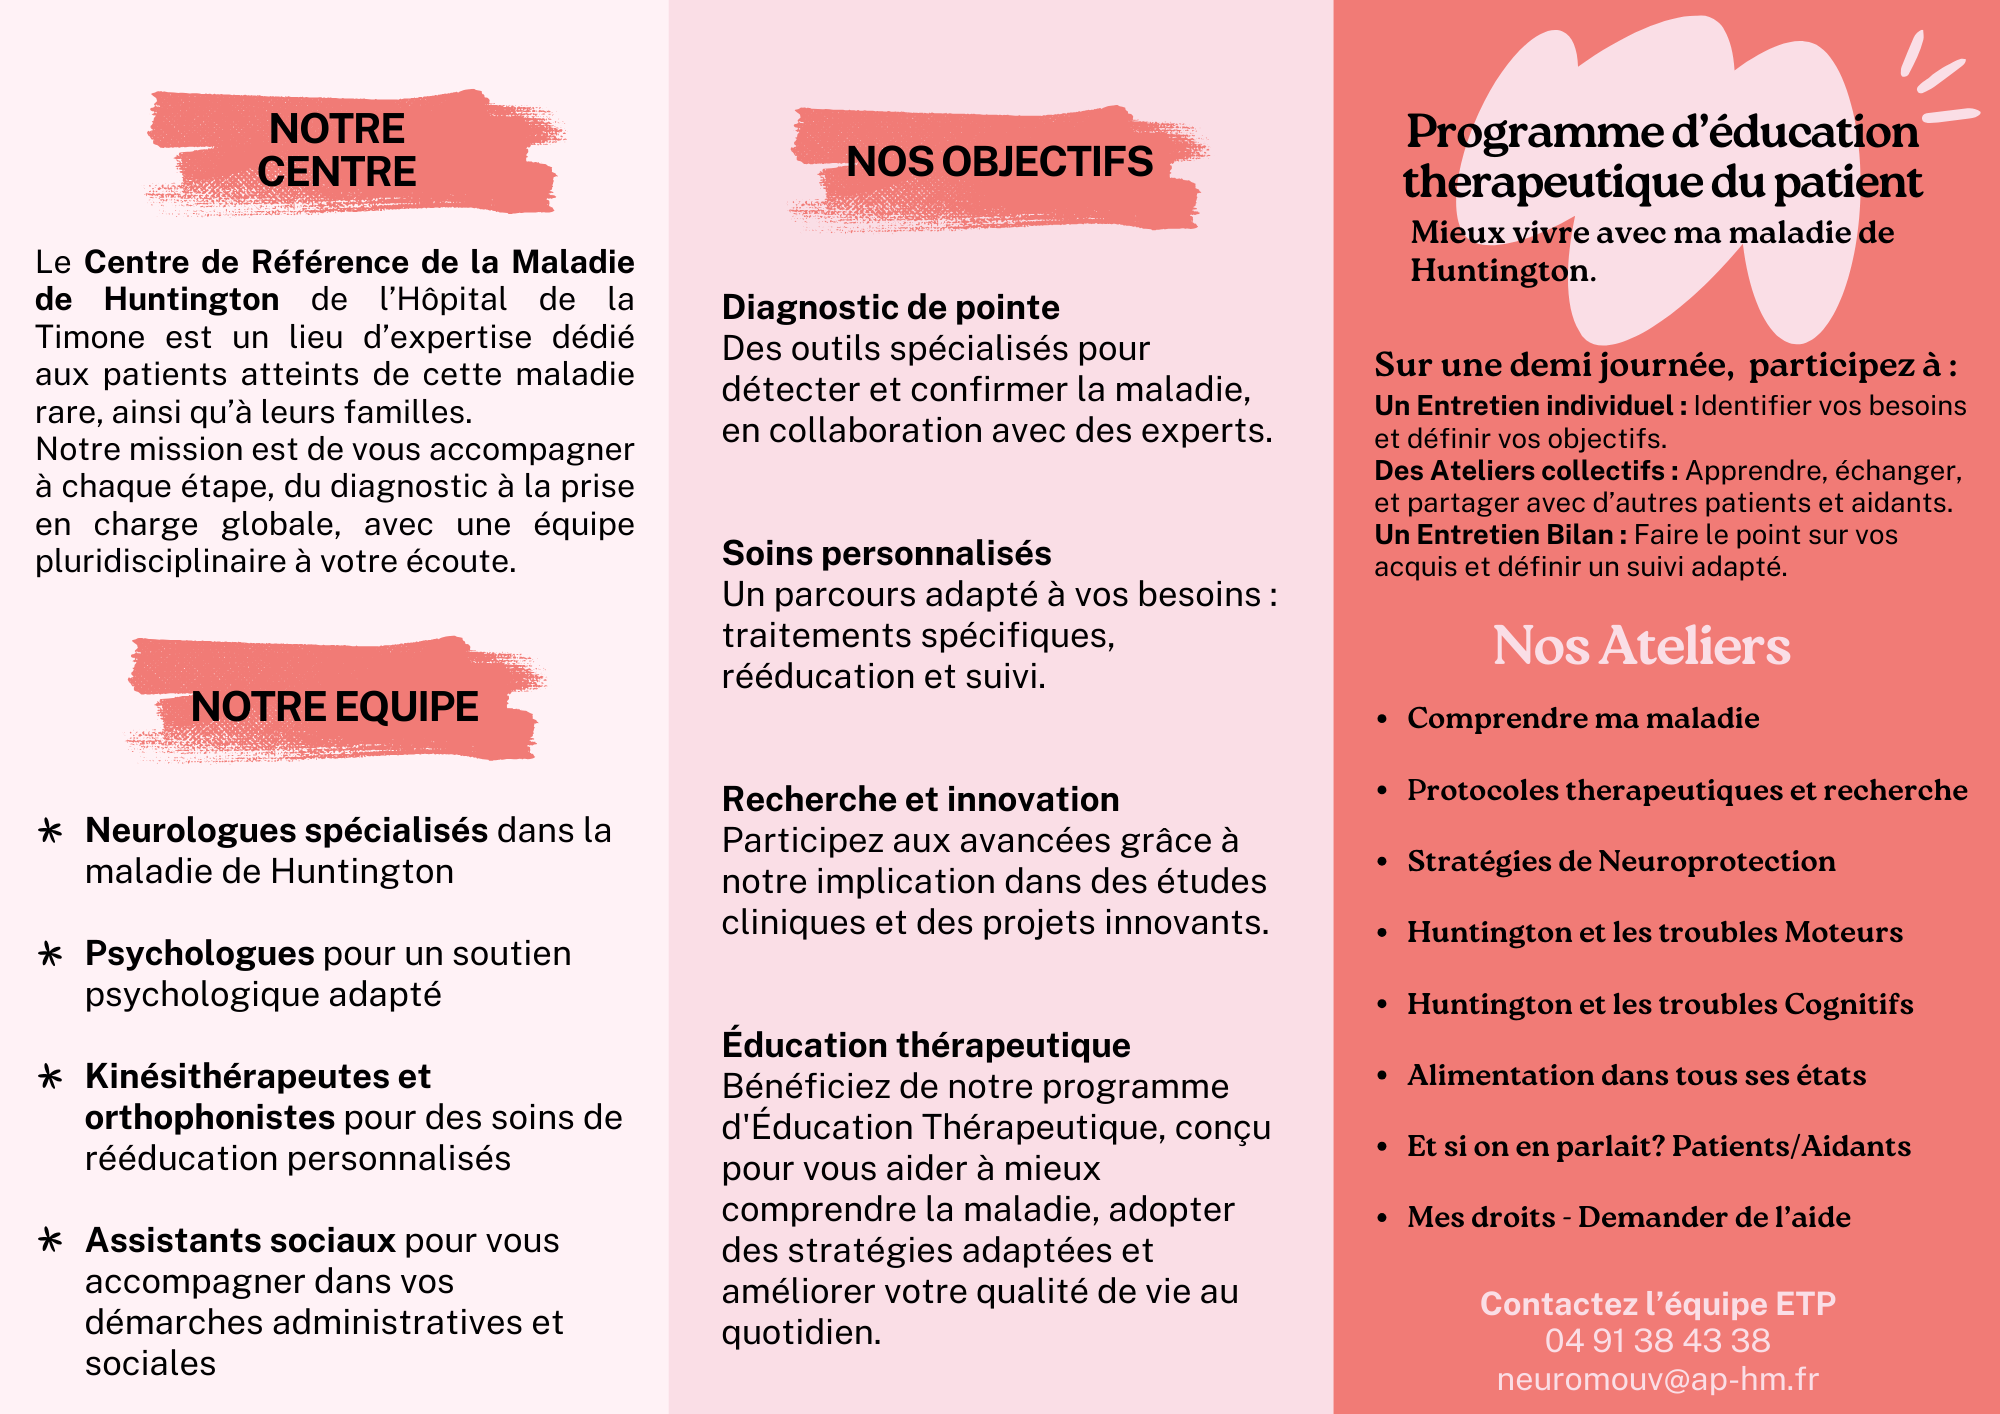 NOTRE
CENTRE
Le Centre de Référence de la Maladie
de Huntington de l’Hôpital de la
Timone est un lieu d’expertise dédié
aux patients atteints de cette maladie
rare, ainsi qu’à leurs familles.
Notre mission est de vous accompagner
à chaque étape, du diagnostic à la prise
en charge globale, avec une équipe
pluridisciplinaire à votre écoute.
NOTRE EQUIPE
Neurologues spécialisés dans la
maladie de Huntington
Psychologues pour un soutien
psychologique adapté
Kinésithérapeutes et
orthophonistes pour des soins de
rééducation personnalisés
Assistants sociaux pour vous
accompagner dans vos
démarches administratives et
sociales
NOS OBJECTIFS
Diagnostic de pointe
Des outils spécialisés pour
détecter et confirmer la maladie,
en collaboration avec des experts.
Soins personnalisés
Un parcours adapté à vos besoins :
traitements spécifiques,
rééducation et suivi.
Recherche et innovation
Participez aux avancées grâce à
notre implication dans des études
cliniques et des projets innovants.
Éducation thérapeutique
Bénéficiez de notre programme
d'Éducation Thérapeutique, conçu
pour vous aider à mieux
comprendre la maladie, adopter
des stratégies adaptées et
améliorer votre qualité de vie au
quotidien.
Programme d’éducation
therapeutique du patient
Mieux vivre avec ma maladie de
Huntington.
Sur une demi journée, participez à :
Un Entretien individuel : Identifier vos besoins
et définir vos objectifs.
Des Ateliers collectifs : Apprendre, échanger,
et partager avec d’autres patients et aidants.
Un Entretien Bilan : Faire le point sur vos
acquis et définir un suivi adapté.
Nos Ateliers
• Comprendre ma maladie
• Protocoles therapeutiques et recherche
• Stratégies de Neuroprotection
• Huntington et les troubles Moteurs
• Huntington et les troubles Cognitifs
• Alimentation dans tous ses états
• Et si on en parlait? Patients/Aidants
• Mes droits - Demander de l’aide
Contactez l’équipe ETP
04 91 38 43 38
neuromouv@ap-hm.fr